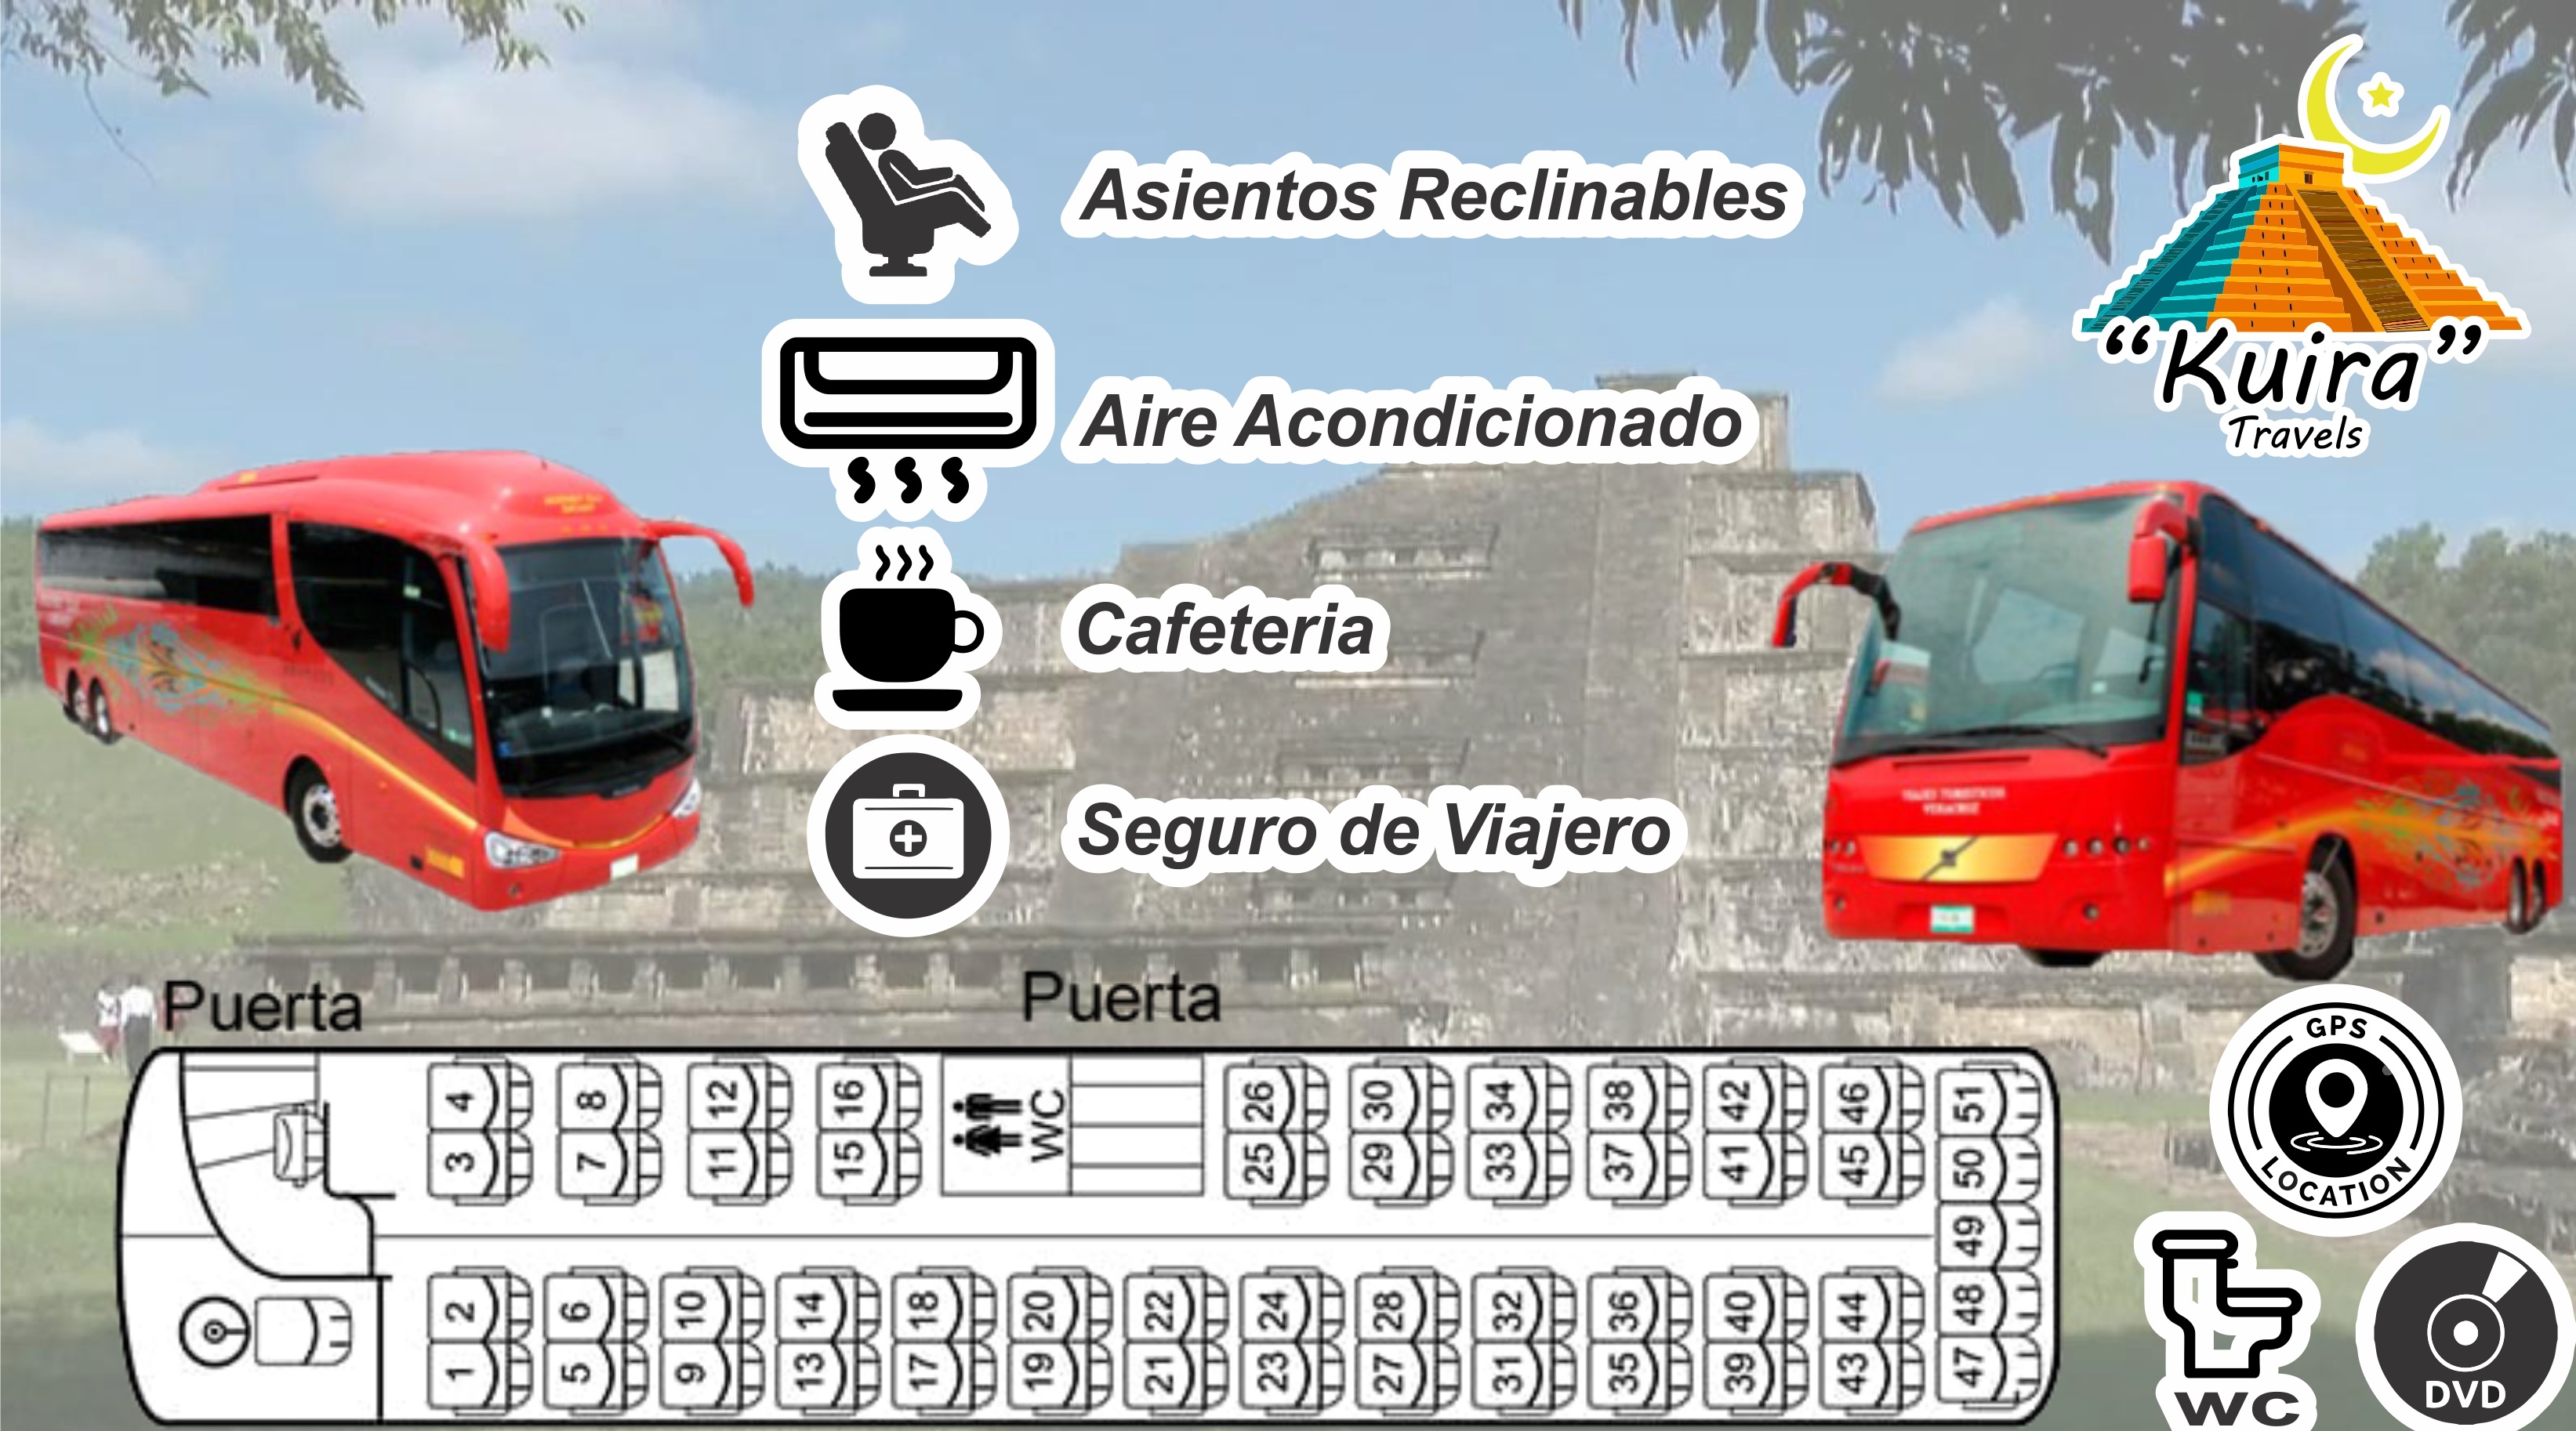 Asientos Reclinables
Aire Acondicionado
Cafeteria
Seguro de Viajero
“Kuira”
Travels
VIAJES TURISTICOS
VERACRUZ
Puerta
Puerta
4 8 12 16 26 30 34 38 42 46 51
3 7 11 15 WC 25 29 33 37 41 45 50
49
2 6 10 14 18 20 22 24 28 32 36 40 44 48
1 5 9 13 17 19 21 23 27 31 35 39 43 47
GPS
LOCATION
WC
DVD